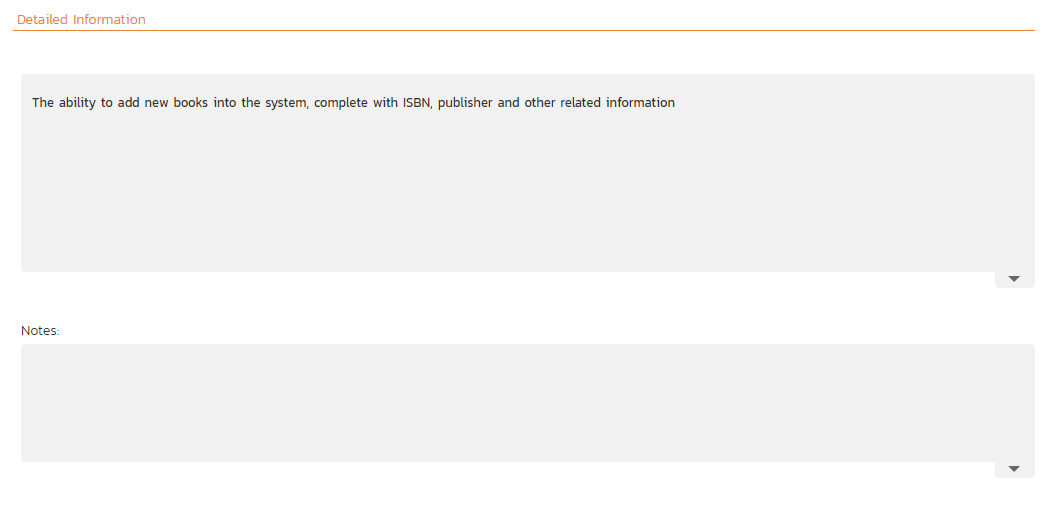 Detailed Information
The ability to add new books into the system, complete with ISBN, publisher and other related information
Notes: